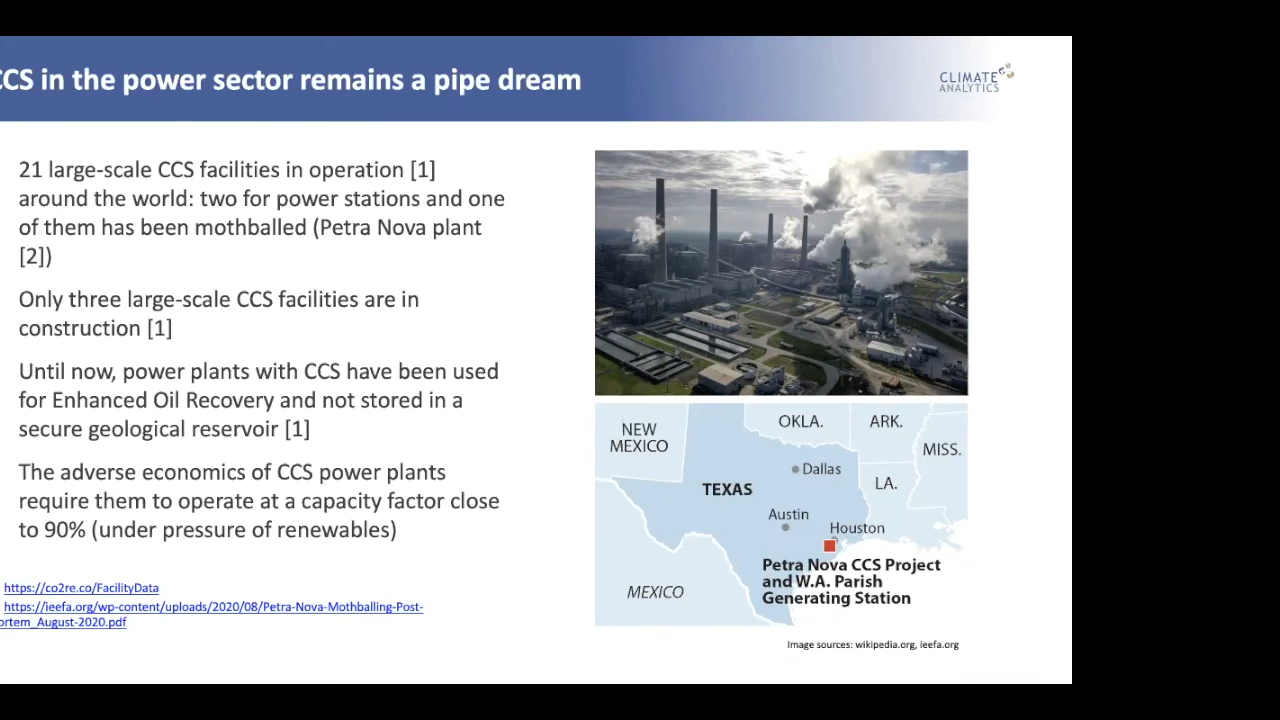 CCS in the power sector remains a pipe dream
CLIMATE
ANALYTICS
21 large-scale CCS facilities in operation [1]
around the world: two for power stations and one
of them has been mothballed (Petra Nova plant
[2])
Only three large-scale CCS facilities are in
construction [1]
Until now, power plants with CCS have been used
for Enhanced Oil Recovery and not stored in a
secure geological reservoir [1]
The adverse economics of CCS power plants
require them to operate at a capacity factor close
to 90% (under pressure of renewables)
https://co2re.co/FacilityData
https://ieefa.org/wp-content/uploads/2020/08/Petra-Nova-Mothballing-Post-
ortem_August-2020.pdf
NEW
MEXICO
OKLA.
ARK.
MISS.
Dallas
TEXAS
LA.
Austin
Houston
Petra Nova CCS Project
and W.A. Parish
Generating Station
MEXICO
Image sources: wikipedia.org, ieefa.org